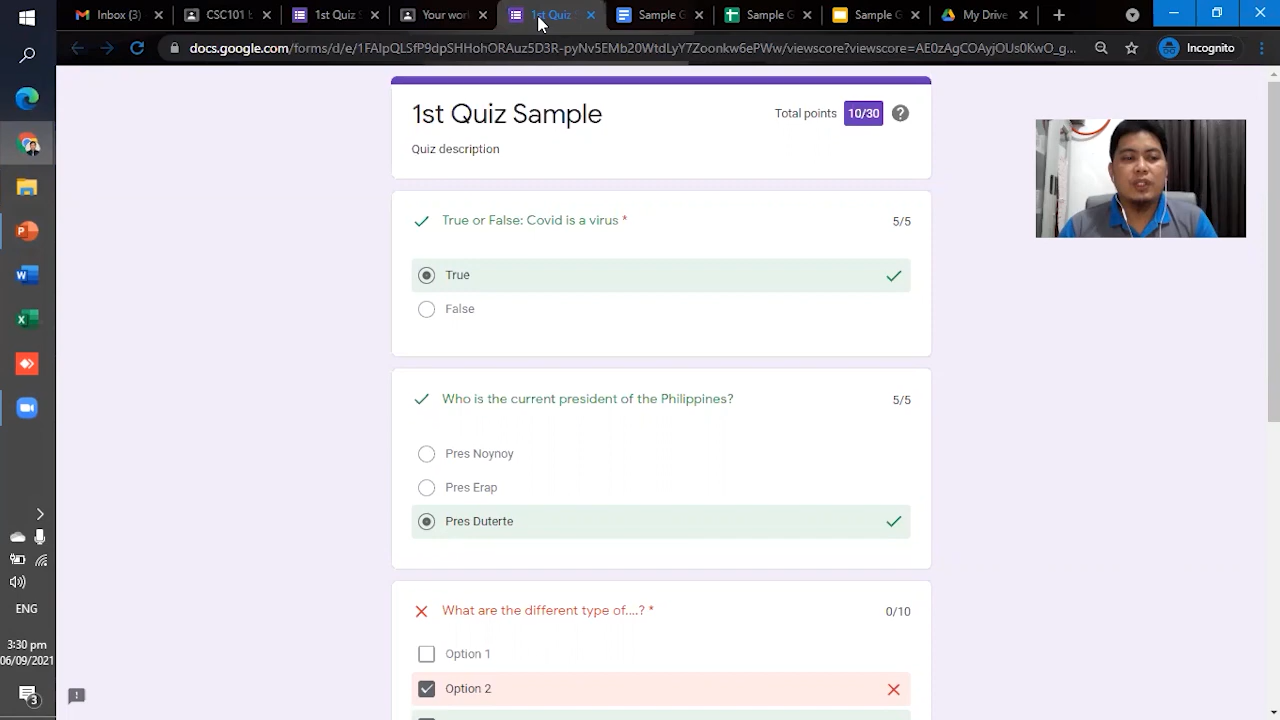 Inbox (3)
CSC101
1st Quiz
Your wor
1st Quiz
Sample G
Sample G
Sample G
My Drive
docs.google.com/forms/d/e/1FAIpQLSfP9dpSHHohORAuz5D3R-pyNv5EMb20WtdLyY7Zoonkw6ePWw/viewscore?viewscore=AE0zAgCOAyjOUs0KwO_g...
Incognito
1st Quiz Sample
Total points 10/30
Quiz description
True or False: Covid is a virus *
5/5
True
False
Who is the current president of the Philippines?
5/5
Pres Noynoy
Pres Erap
Pres Duterte
What are the different type of....? *
0/10
Option 1
Option 2
ENG
3:30 pm
06/09/2021
3